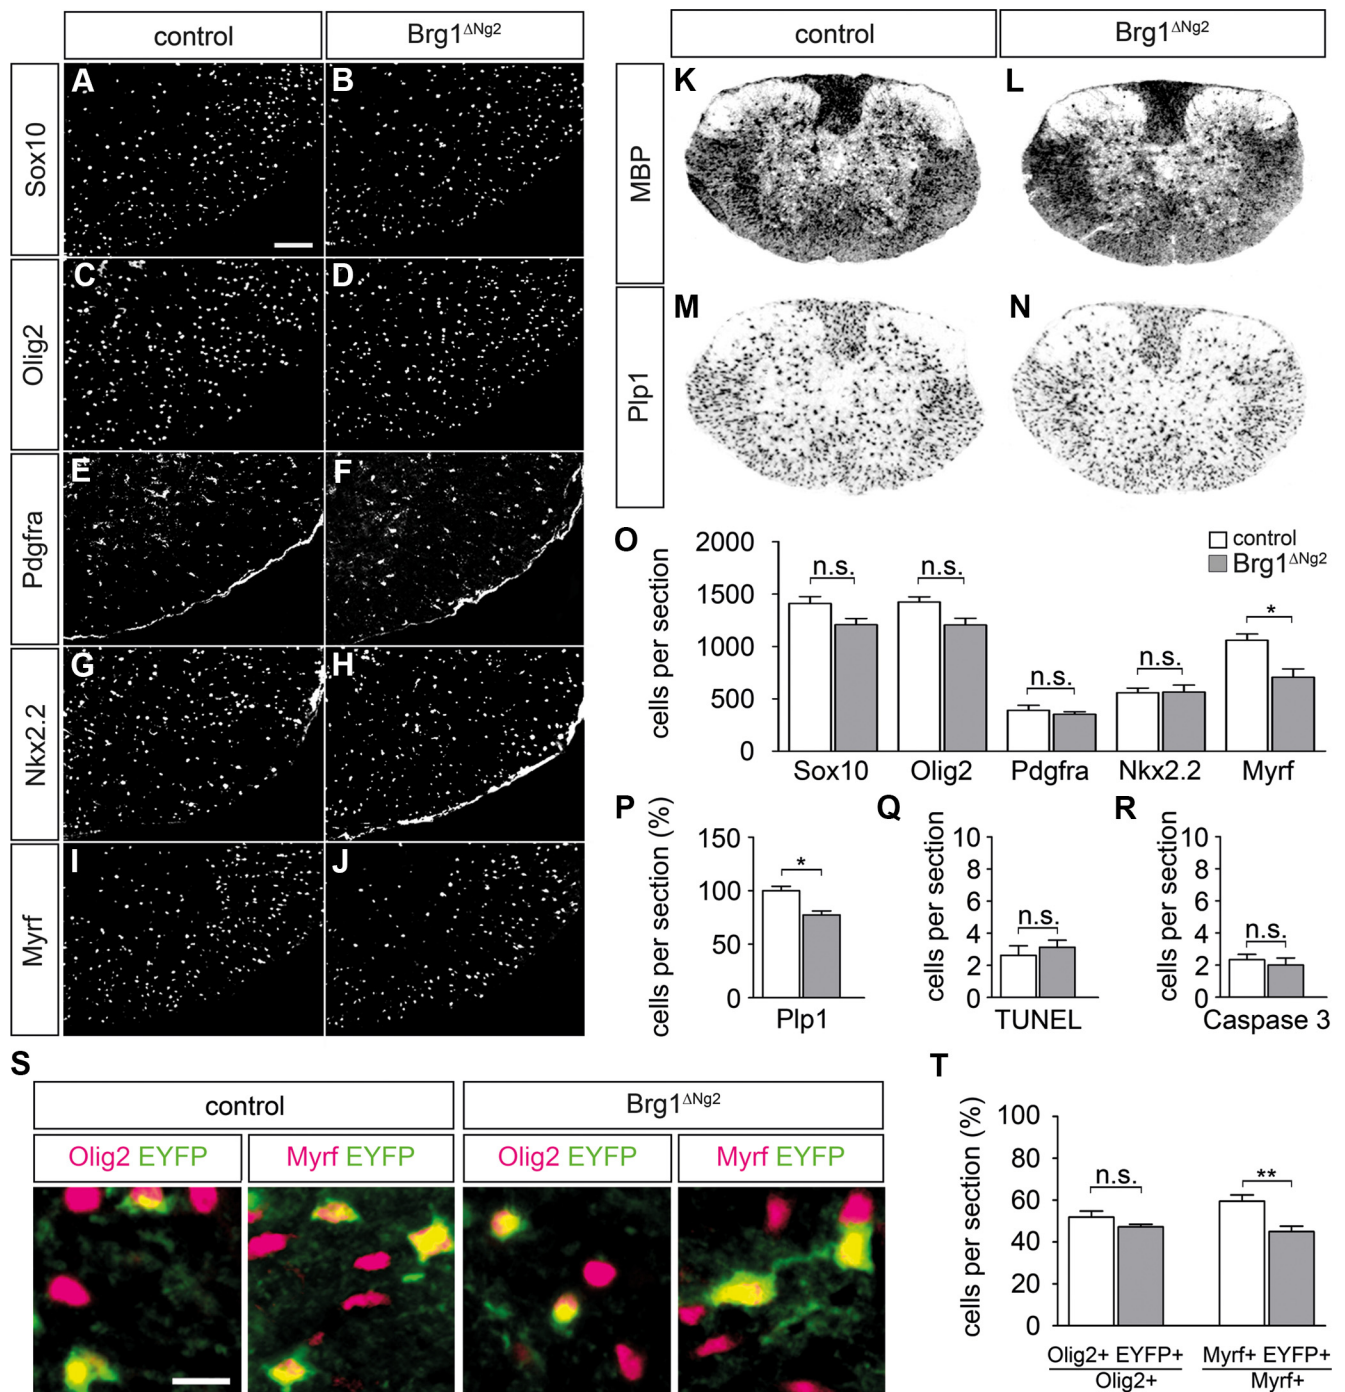 control
Brg1ΔNg2
control
Brg1ΔNg2
Sox10
A
B
Olig2
C
D
Pdgfra
E
F
Nkx2.2
G
H
Myrf
I
J
MBP
K
L
Plp1
M
N
O
cells per section
2000
1500
1000
500
0
control
Brg1ΔNg2
n.s.
n.s.
n.s.
n.s.
*
Sox10
Olig2
Pdgfra
Nkx2.2
Myrf
P
cells per section (%)
150
100
50
0
*
Plp1
Q
cells per section
10
8
6
4
2
0
n.s.
TUNEL
R
cells per section
10
8
6
4
2
0
n.s.
Caspase 3
S
control
Brg1ΔNg2
Olig2 EYFP
Myrf EYFP
Olig2 EYFP
Myrf EYFP
T
cells per section (%)
100
80
60
40
20
0
n.s.
**
Olig2+ EYFP+
Olig2+
Myrf+ EYFP+
Myrf+